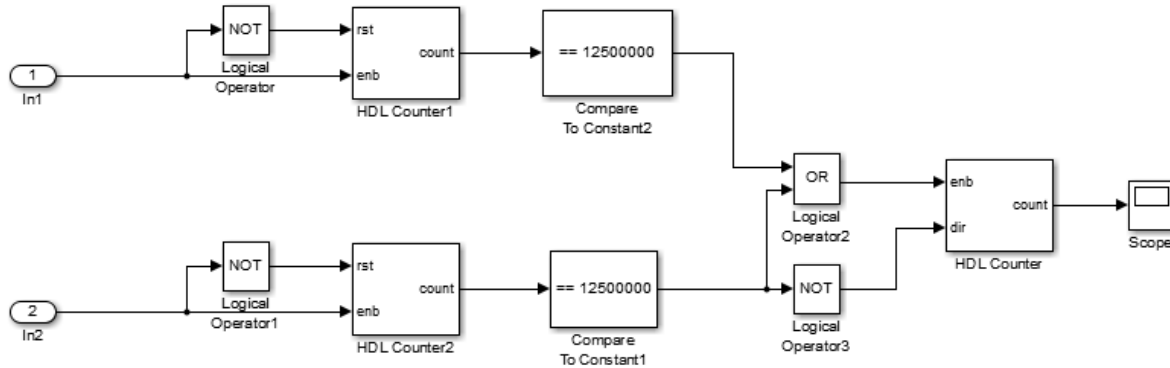 NOT
rst
count
== 12500000
1
Logical
Operator
enb
In1
HDL Counter1
Compare
To Constant2
OR
enb
count
Logical
Operator2
dir
Scope
HDL Counter
NOT
rst
count
== 12500000
NOT
2
Logical
Operator1
enb
In2
HDL Counter2
Compare
To Constant1
Logical
Operator3